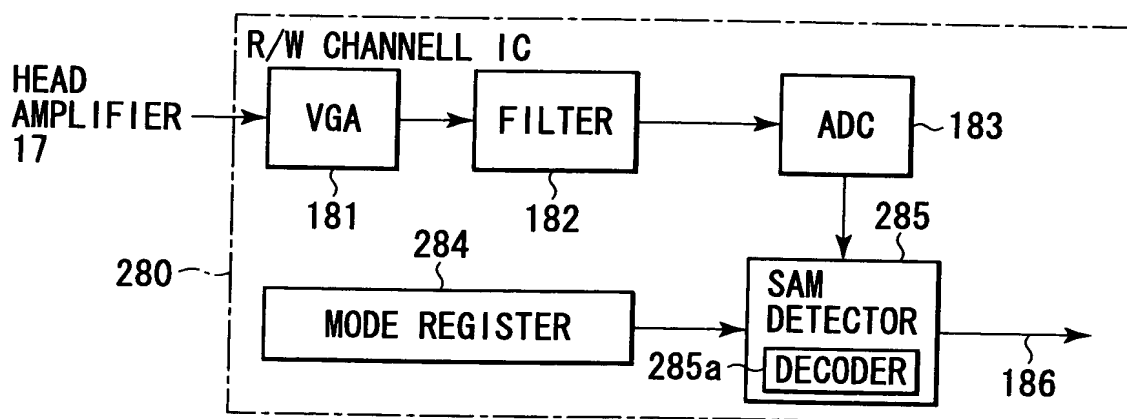 R/W CHANNELL IC
HEAD
AMPLIFIER
17
VGA
181
FILTER
182
ADC
183
280
284
MODE REGISTER
285
SAM
DETECTOR
285a
DECODER
186